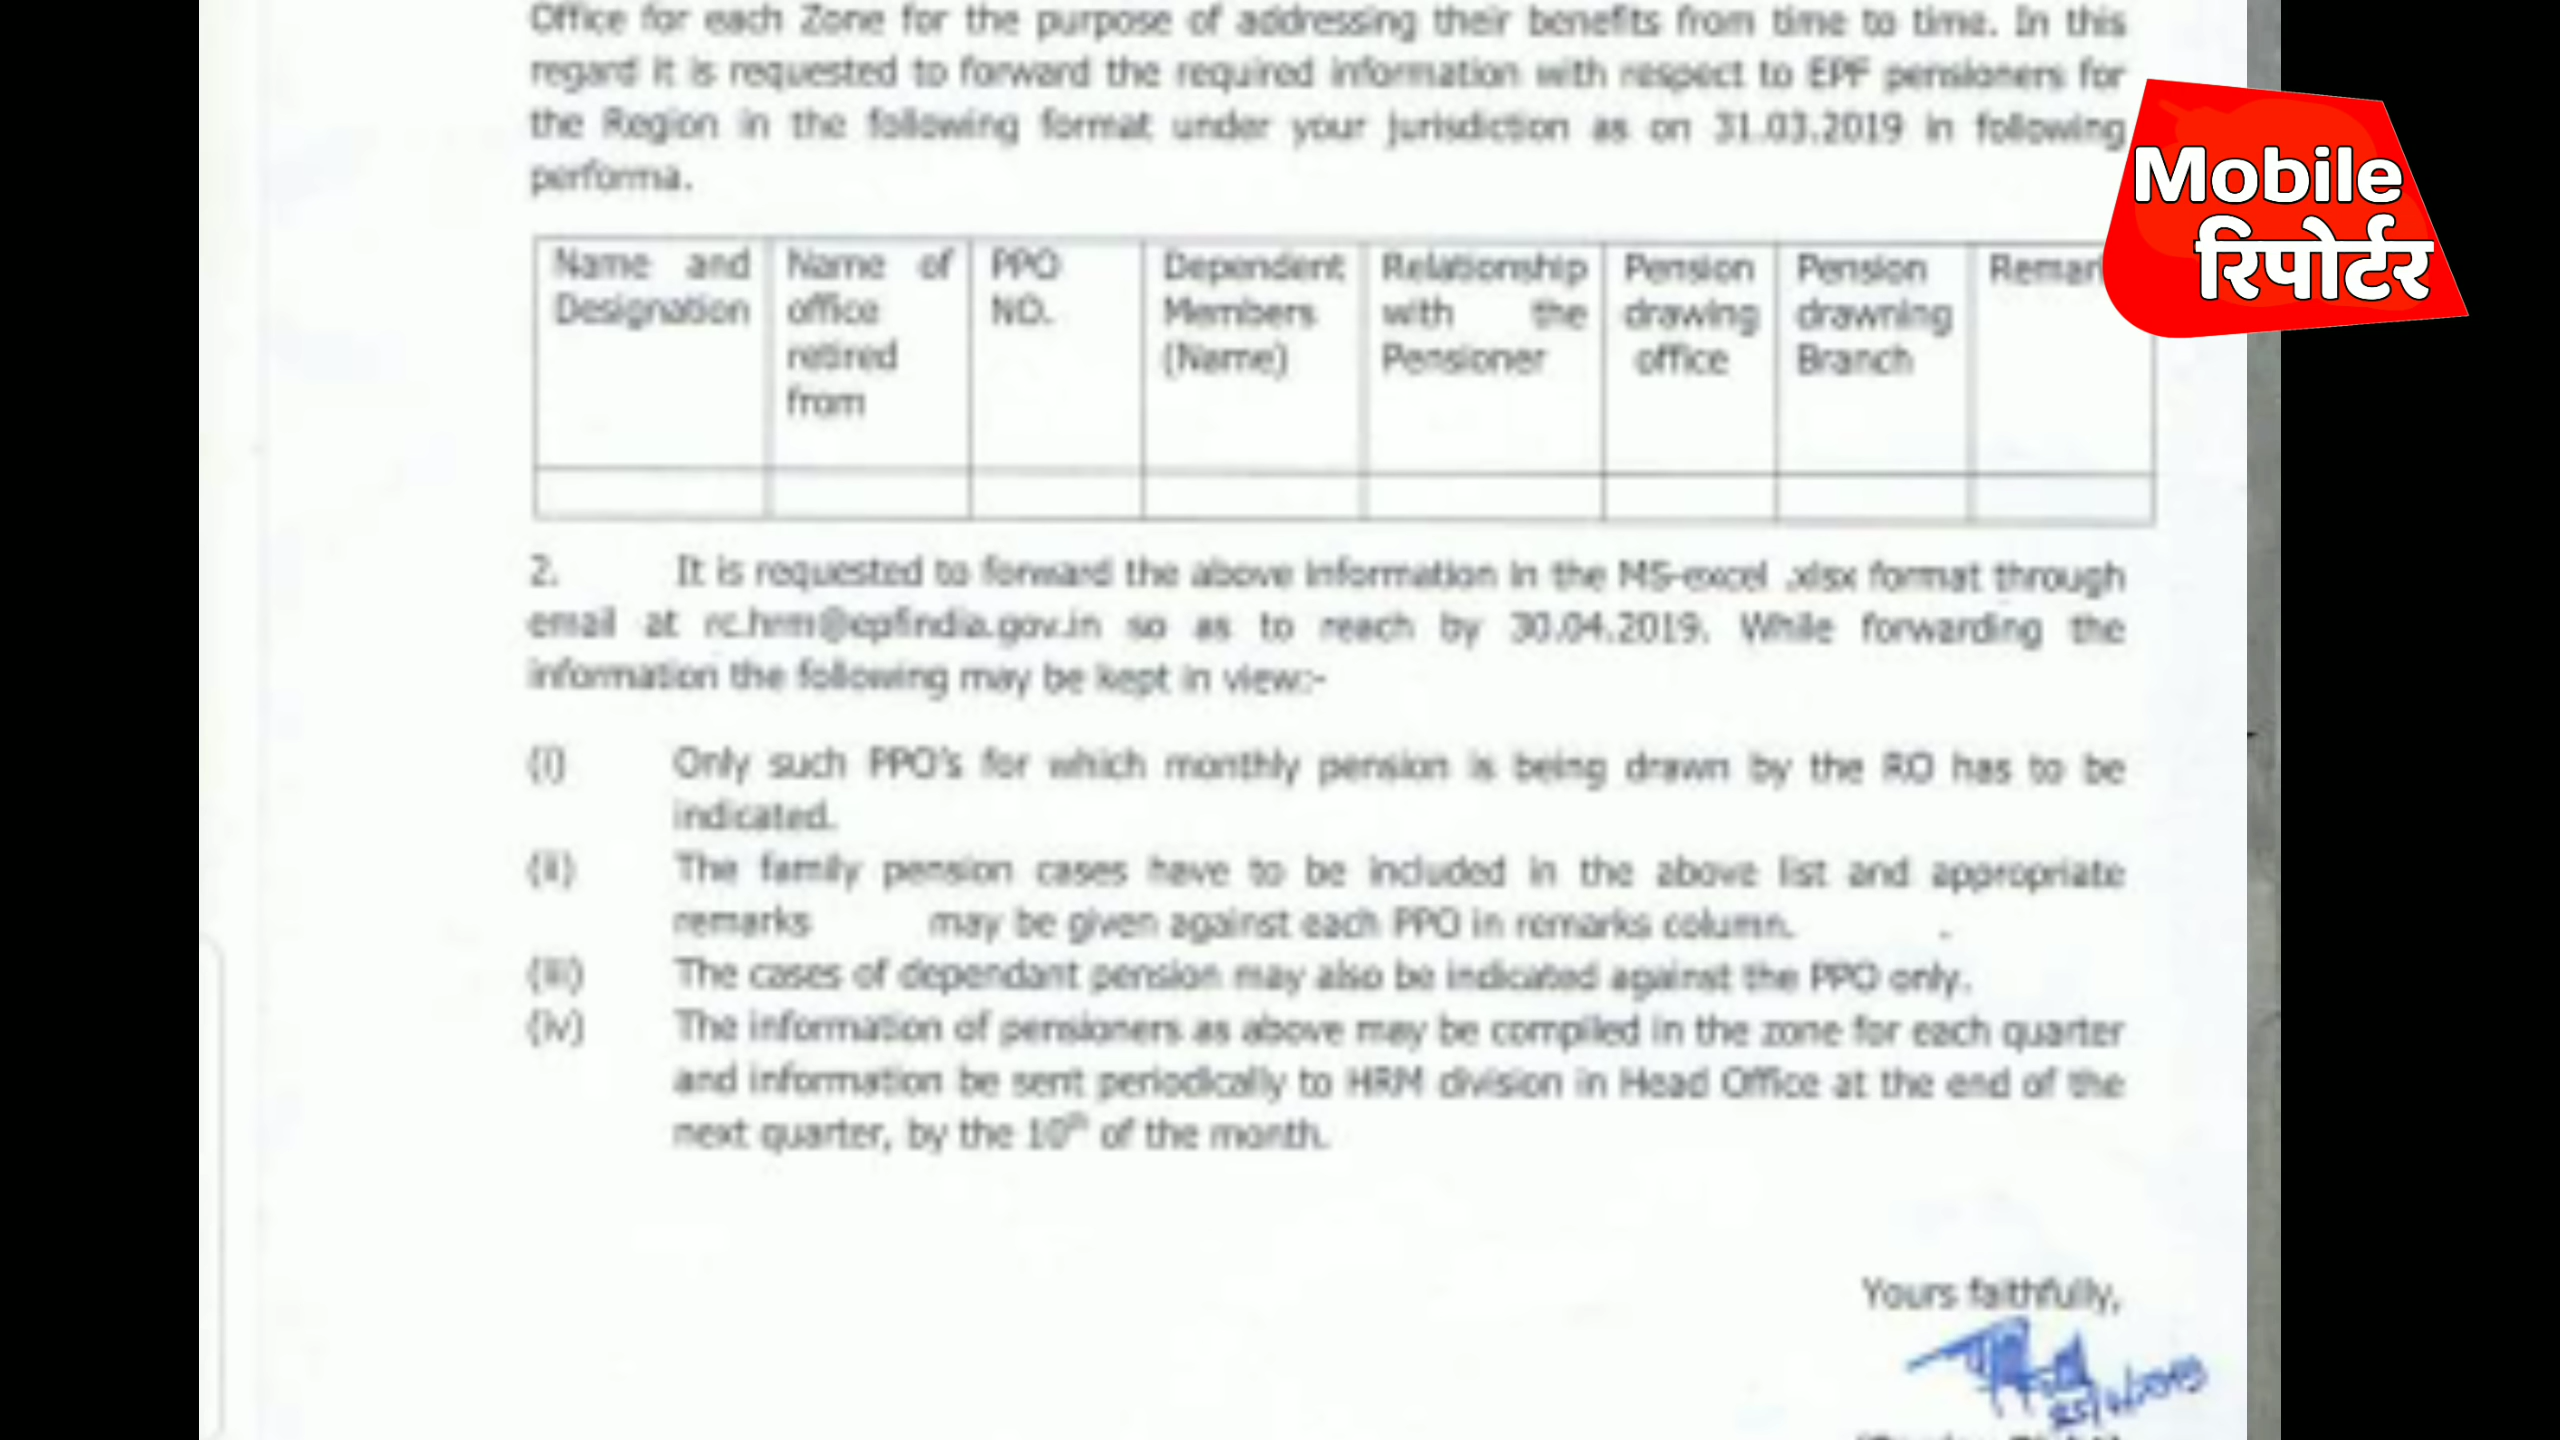 Office for each Zone for the purpose of addressing their benefits from time to time. In this
regard it is requested to forward the required information with respect to EPF pensioners for
the Region in the following format under your jurisdiction as on 31.03.2019 in following
performa.
Mobile
रिपोर्टर
Name and Designation
Name of office retired from
PPO NO.
Dependent Members (Name)
Relationship with the Pensioner
Pension drawing office
Pension drawning Branch
Remar
2. It is requested to forward the above information in the MS-excel .xlsx format through
email at rc.hrm@epfindia.gov.in so as to reach by 30.04.2019. While forwarding the
information the following may be kept in view:-
(i) Only such PPO's for which monthly pension is being drawn by the RO has to be
indicated.
(ii) The family pension cases have to be included in the above list and appropriate
remarks may be given against each PPO in remarks column.
(iii) The cases of dependant pension may also be indicated against the PPO only.
(iv) The information of pensioners as above may be compiled in the zone for each quarter
and information be sent periodically to HRM division in Head Office at the end of the
next quarter, by the 10th of the month.
Yours faithfully,